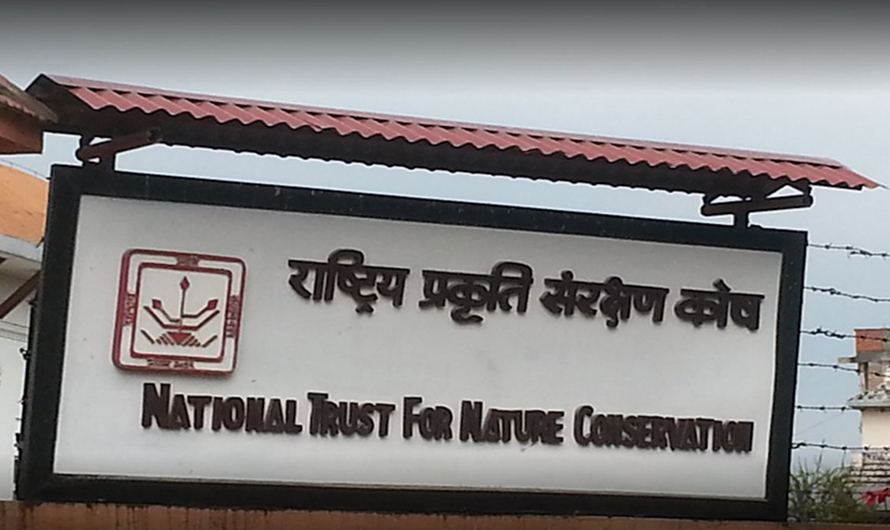 राष्ट्रिय प्रकृति संरक्षण कोष
NATIONAL TRUST FOR NATURE CONSERVATION